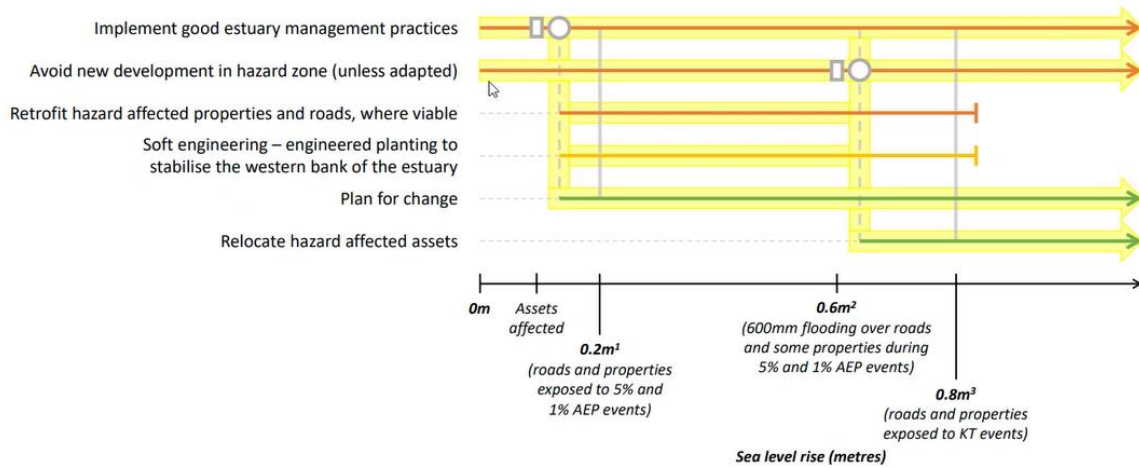 Implement good estuary management practices
Avoid new development in hazard zone (unless adapted)
Retrofit hazard affected properties and roads, where viable
Soft engineering – engineered planting to
stabilise the western bank of the estuary
Plan for change
Relocate hazard affected assets
0m
Assets
affected
0.2m¹
(roads and properties
exposed to 5% and
1% AEP events)
0.6m²
(600mm flooding over roads
and some properties during
5% and 1% AEP events)
0.8m³
(roads and properties
exposed to KT events)
Sea level rise (metres)